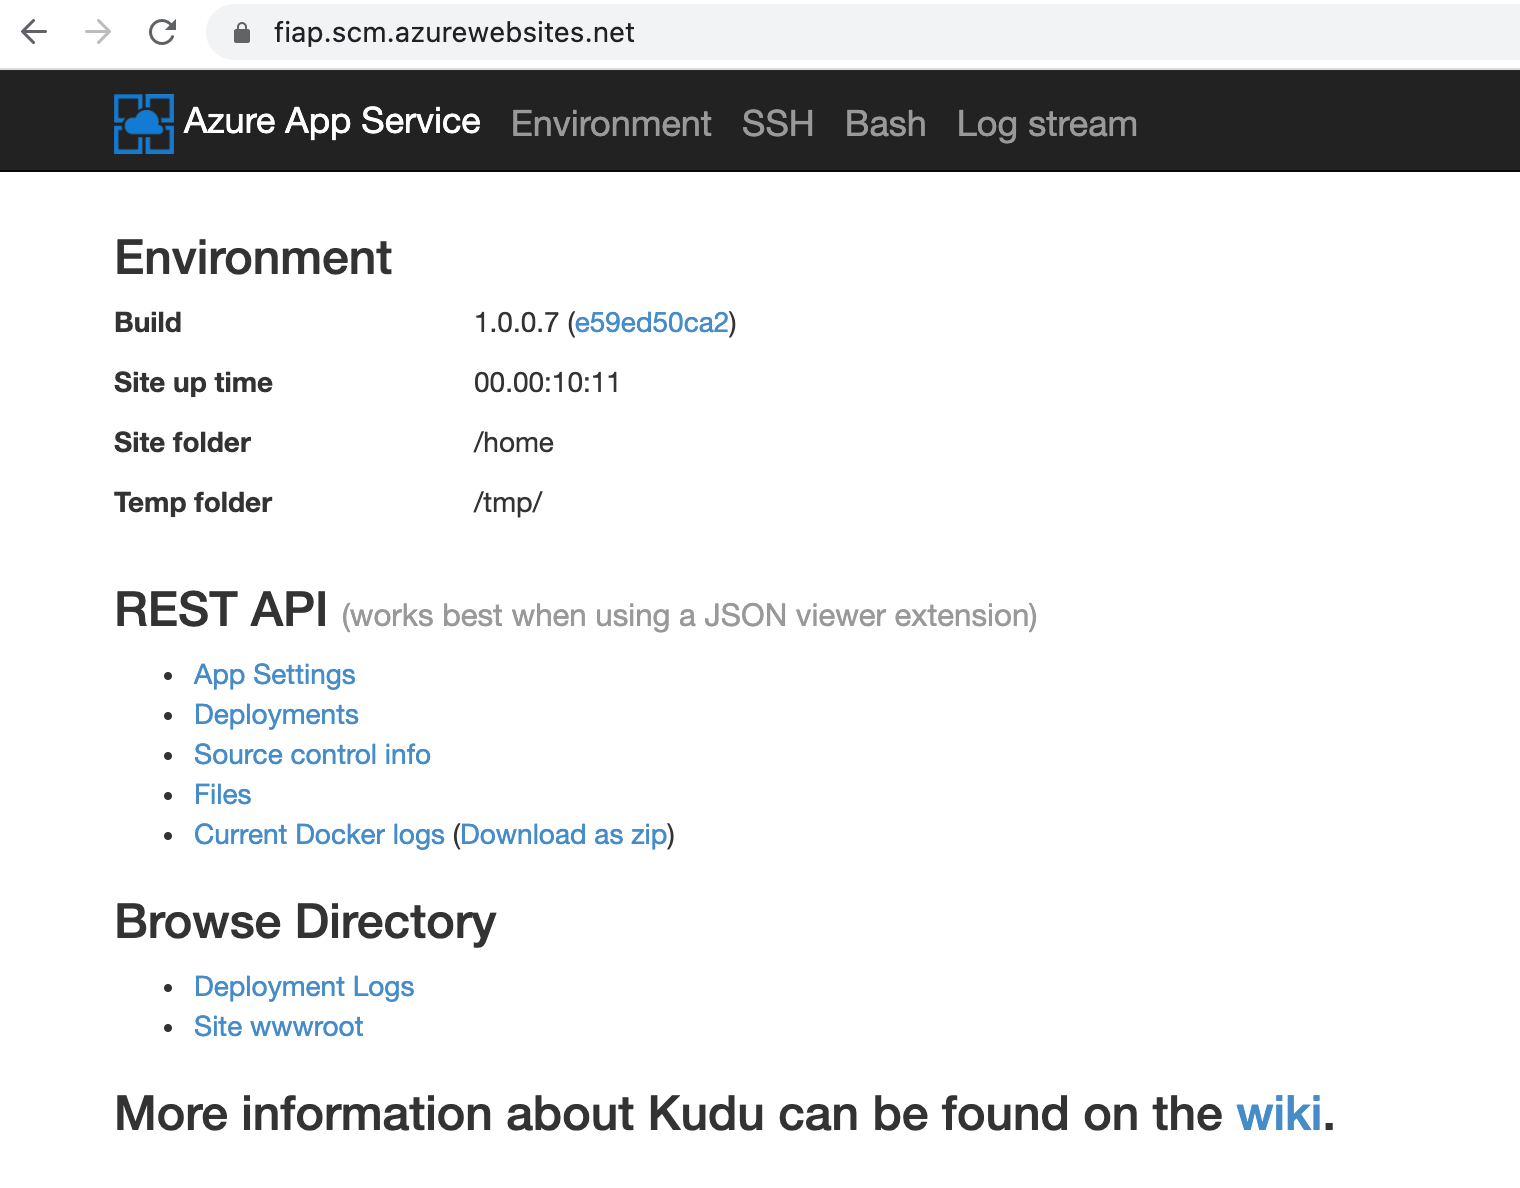 fiap.scm.azurewebsites.net
Azure App Service Environment SSH Bash Log stream
Environment
Build 1.0.0.7 (e59ed50ca2)
Site up time 00.00:10:11
Site folder /home
Temp folder /tmp/
REST API (works best when using a JSON viewer extension)
• App Settings
• Deployments
• Source control info
• Files
• Current Docker logs (Download as zip)
Browse Directory
• Deployment Logs
• Site wwwroot
More information about Kudu can be found on the wiki.